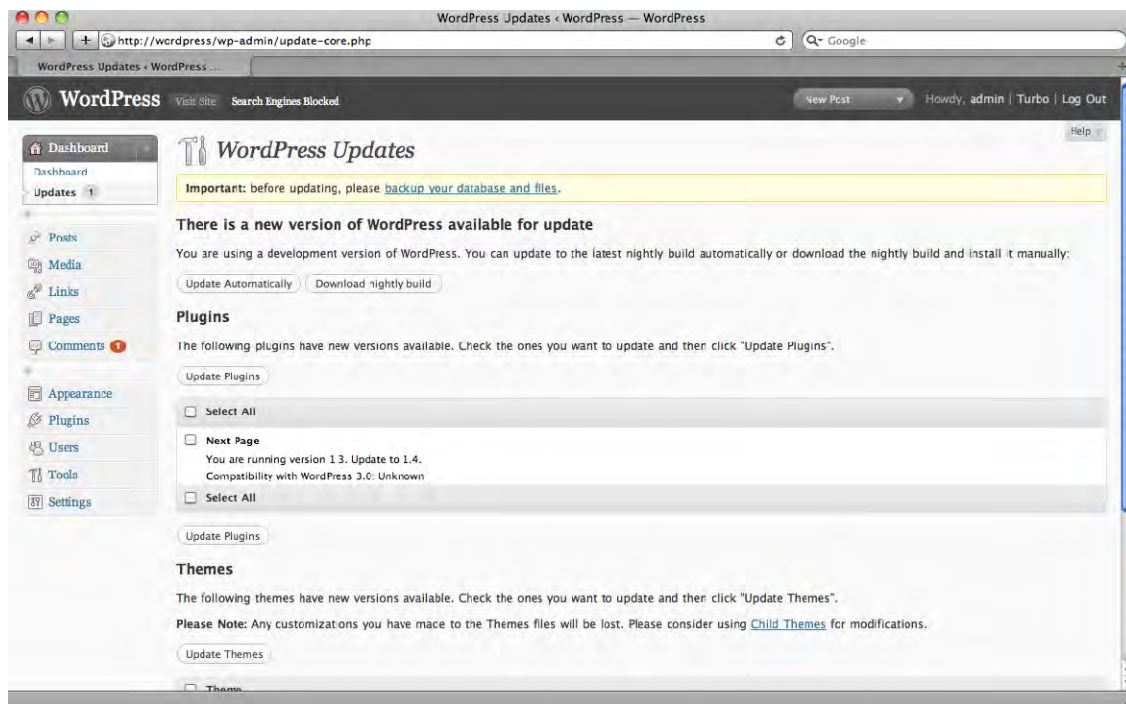 WordPress Updates ‹ WordPress — WordPress
http://wordpress/wp-admin/update-core.php
Google
WordPress Updates ‹ WordPress ...
WordPress Visit Site Search Engines Blocked New Post Howdy, admin | Turbo | Log Out
Help
Dashboard
Dashboard
Updates 1
Posts
Media
Links
Pages
Comments 1
Appearance
Plugins
Users
Tools
Settings
WordPress Updates
Important: before updating, please backup your database and files.
There is a new version of WordPress available for update
You are using a development version of WordPress. You can update to the latest nightly build automatically or download the nightly build and install it manually:
Update Automatically Download nightly build
Plugins
The following plugins have new versions available. Check the ones you want to update and then click "Update Plugins".
Update Plugins
Select All
Next Page
You are running version 1.3. Update to 1.4.
Compatibility with WordPress 3.0: Unknown
Select All
Update Plugins
Themes
The following themes have new versions available. Check the ones you want to update and then click "Update Themes".
Please Note: Any customizations you have made to the Themes files will be lost. Please consider using Child Themes for modifications.
Update Themes
Theme